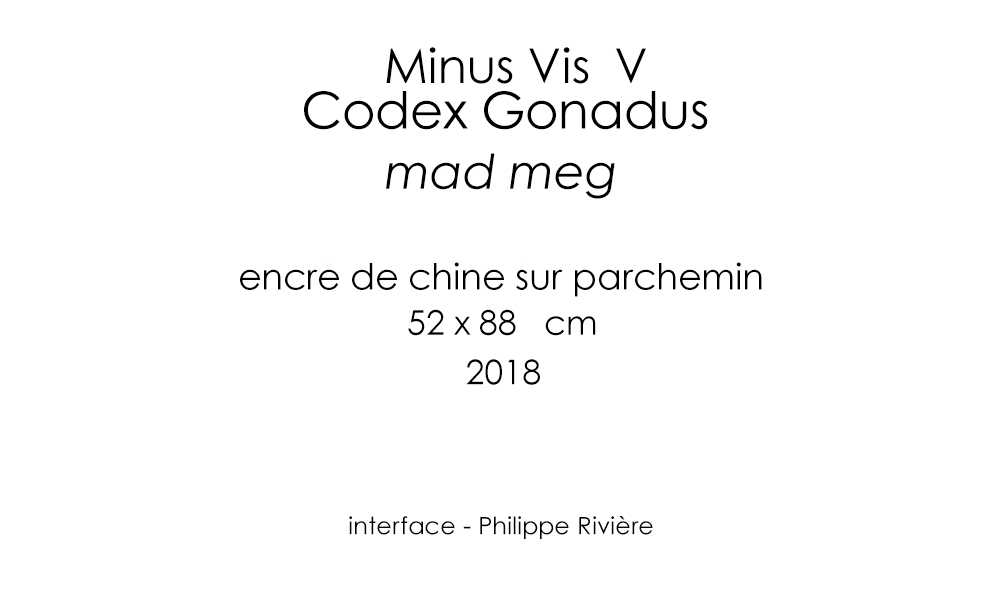 Minus Vis V
Codex Gonadus
mad meg
encre de chine sur parchemin
52 x 88 cm
2018
interface - Philippe Rivière